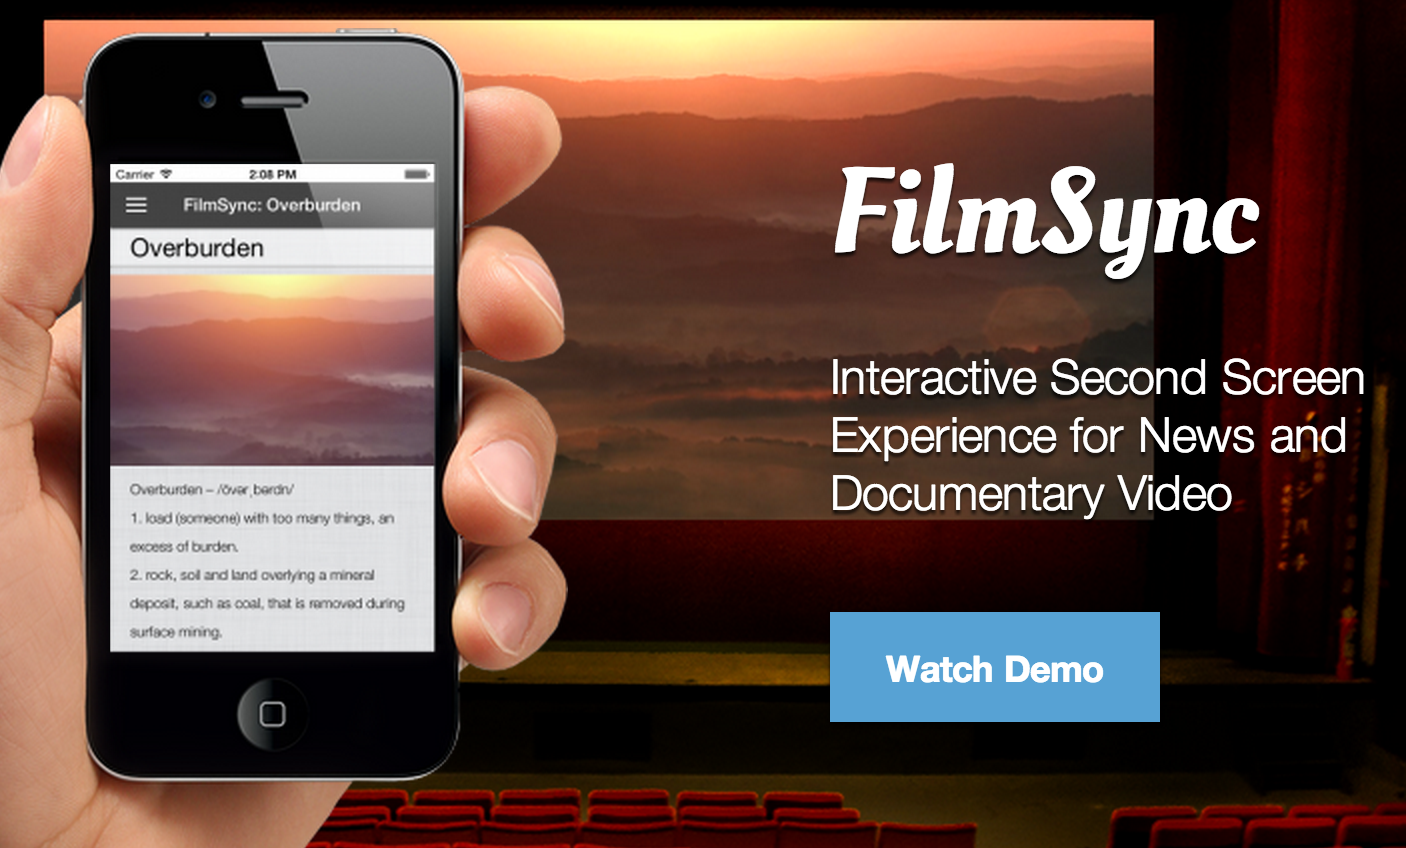 Carrier
2:08 PM
FilmSync: Overburden
Overburden
Overburden – /ˈōvərˌbərdn/
1. load (someone) with too many things, an
excess of burden.
2. rock, soil and land overlying a mineral
deposit, such as coal, that is removed during
surface mining.
FilmSync
Interactive Second Screen
Experience for News and
Documentary Video
Watch Demo